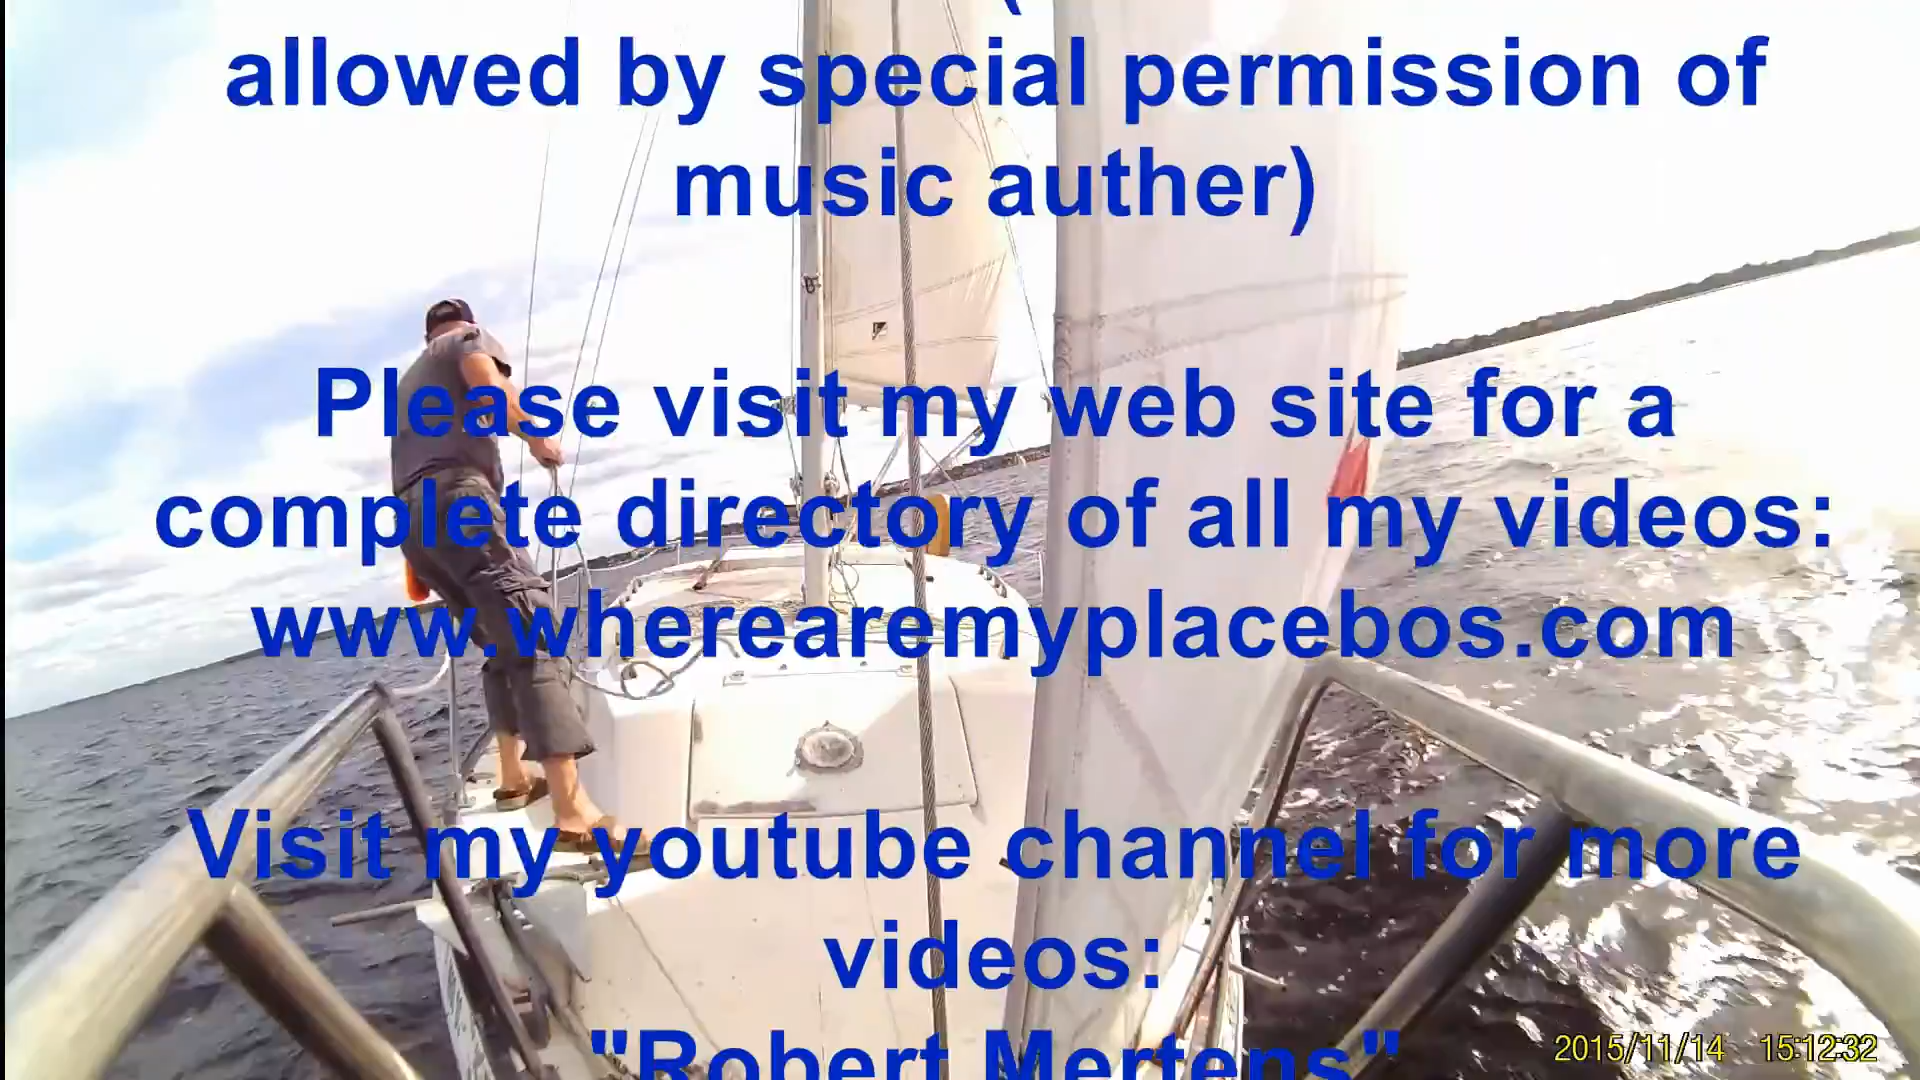 allowed by special permission of
music auther)
Please visit my web site for a
complete directory of all my videos:
www.wherearemyplacebos.com
Visit my youtube channel for more
videos:
"Robert Mertens"
2015/11/14 15:12:32